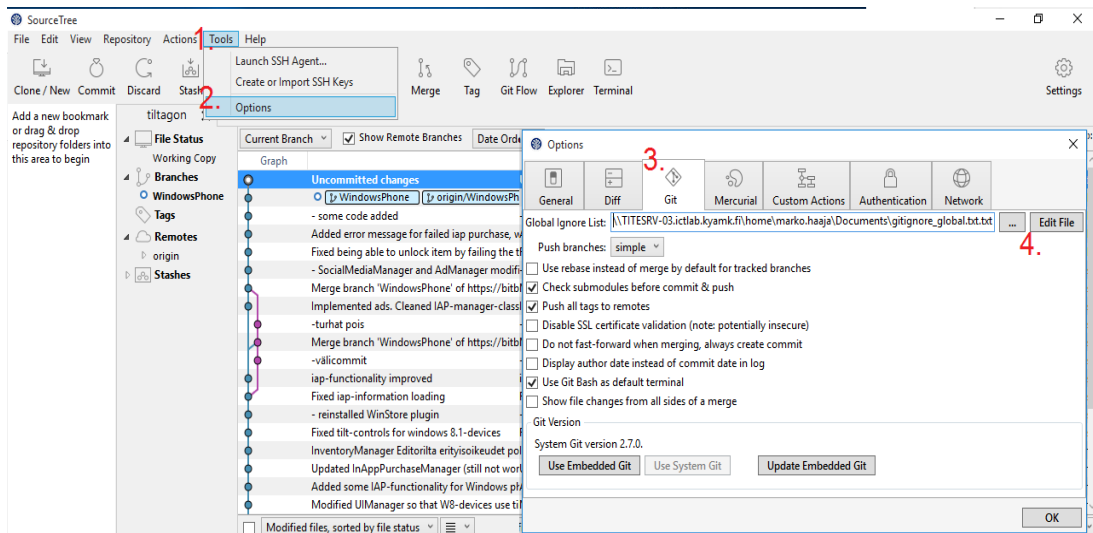 SourceTree
File Edit View Repository Actions Tools Help
1.
Launch SSH Agent...
Create or Import SSH Keys
2.
Options
Clone / New Commit Discard Stash Merge Tag Git Flow Explorer Terminal Settings
Add a new bookmark
or drag & drop
repository folders into
this area to begin
tiltagon
File Status
Working Copy
Branches
WindowsPhone
Tags
Remotes
origin
Stashes
Current Branch Show Remote Branches Date Orde
Graph
Uncommitted changes
WindowsPhone origin/WindowsPh
- some code added
Added error message for failed iap purchase, w
Fixed being able to unlock item by failing the t
- SocialMediaManager and AdManager modifi
Merge branch 'WindowsPhone' of https://bitb
Implemented ads. Cleaned IAP-manager-class
-turhat pois
Merge branch 'WindowsPhone' of https://bitb
-välicommit
iap-functionality improved
Fixed iap-information loading
- reinstalled WinStore plugin
Fixed tilt-controls for windows 8.1-devices
InventoryManager Editorilta erityisoikeudet poi
Updated InAppPurchaseManager (still not worl
Added some IAP-functionality for Windows ph
Modified UIManager so that W8-devices use ti
Modified files, sorted by file status
Options
3.
General Diff Git Mercurial Custom Actions Authentication Network
Global Ignore List: \\TITESRV-03.ictlab.kyamk.fi\home\marko.haaja\Documents\gitignore_global.txt.txt ... Edit File
4.
Push branches: simple
Use rebase instead of merge by default for tracked branches
Check submodules before commit & push
Push all tags to remotes
Disable SSL certificate validation (note: potentially insecure)
Do not fast-forward when merging, always create commit
Display author date instead of commit date in log
Use Git Bash as default terminal
Show file changes from all sides of a merge
Git Version
System Git version 2.7.0.
Use Embedded Git Use System Git Update Embedded Git
OK